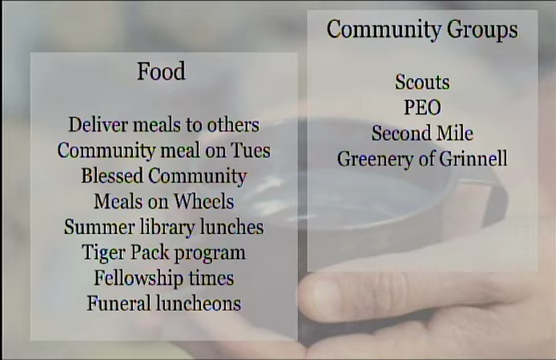 Food
Deliver meals to others
Community meal on Tues
Blessed Community
Meals on Wheels
Summer library lunches
Tiger Pack program
Fellowship times
Funeral luncheons
Community Groups
Scouts
PEO
Second Mile
Greenery of Grinnell